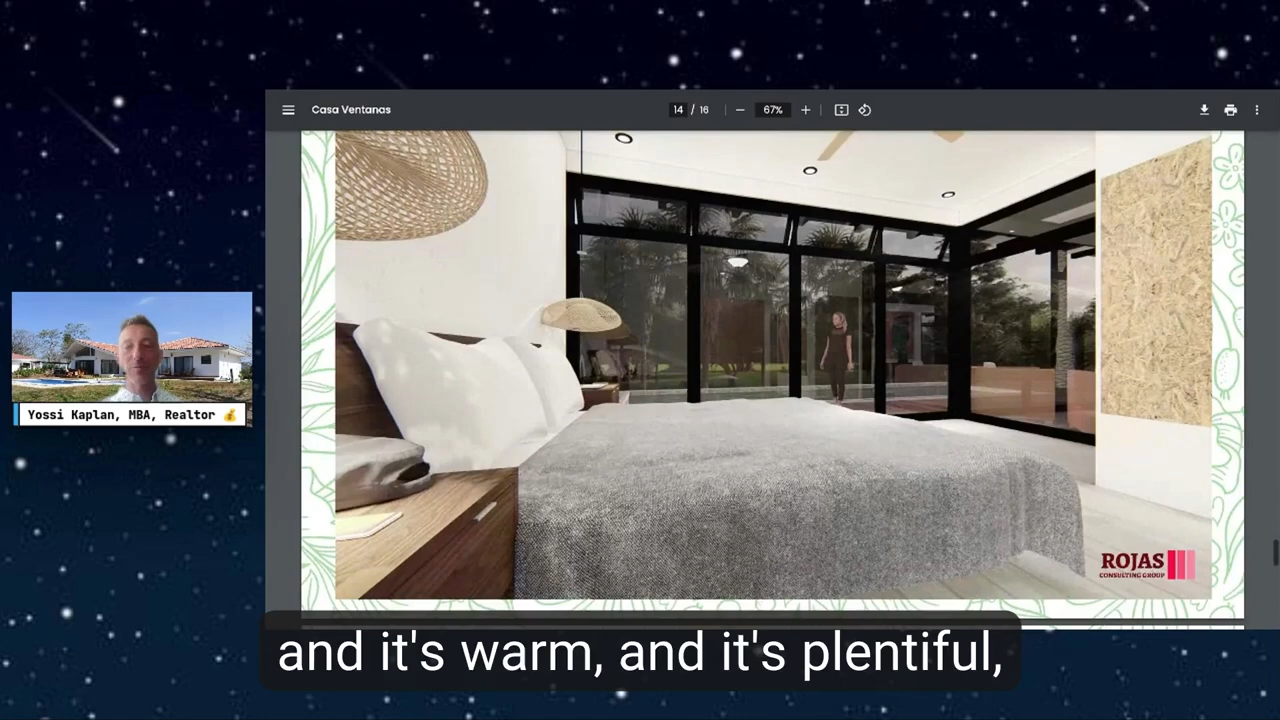 Casa Ventanas
14 / 16
67%
Yossi Kaplan, MBA, Realtor 💰
ROJAS
CONSULTING GROUP
and it's warm, and it's plentiful,